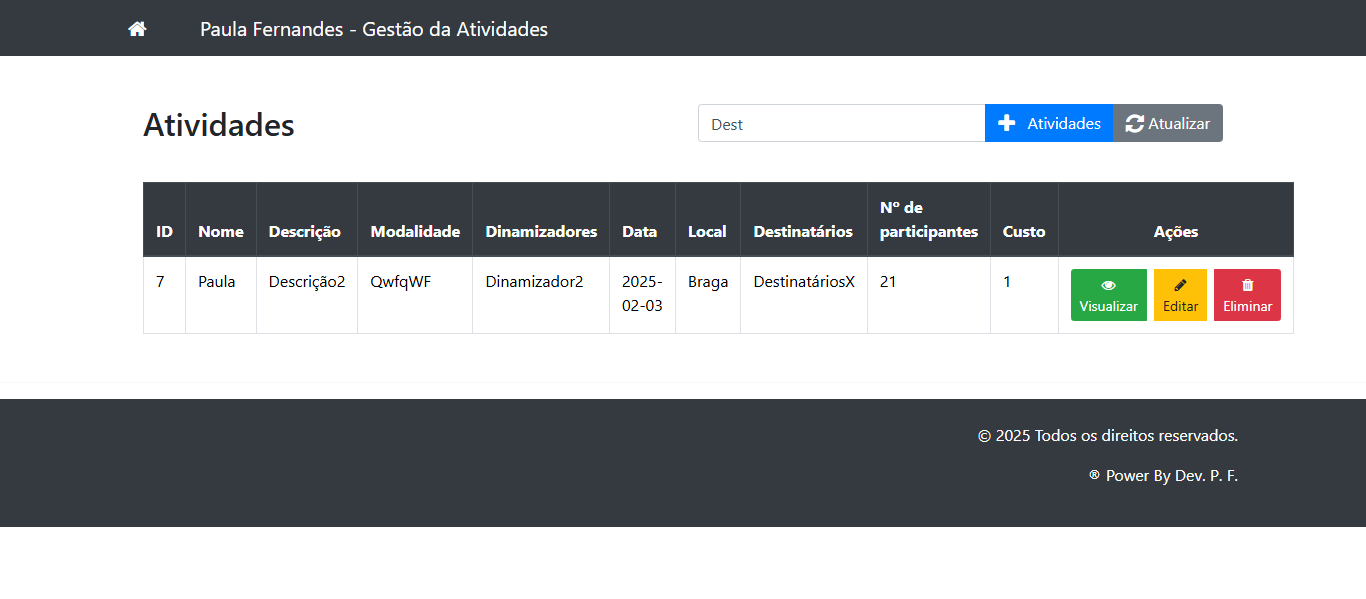 Paula Fernandes - Gestão da Atividades
Atividades
Dest
Atividades
Atualizar
ID Nome Descrição Modalidade Dinamizadores Data Local Destinatários Nº de participantes Custo Ações
7 Paula Descrição2 QwfqWF Dinamizador2 2025-02-03 Braga DestinatáriosX 21 1 Visualizar Editar Eliminar
© 2025 Todos os direitos reservados.
® Power By Dev. P. F.